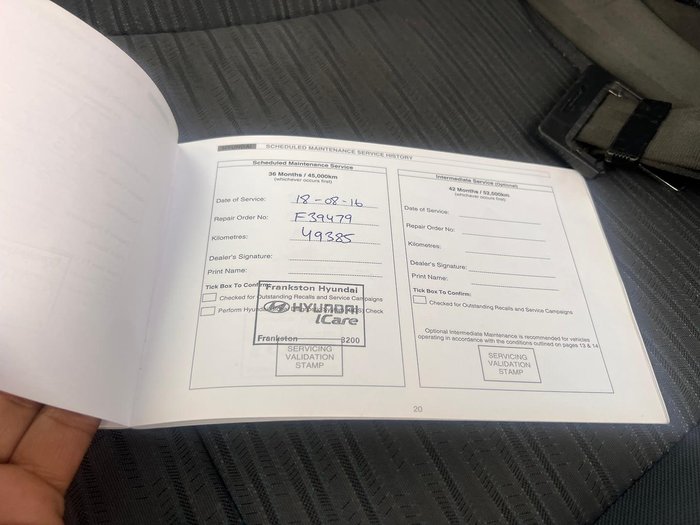 HYUNDAI SCHEDULED MAINTENANCE SERVICE HISTORY
Scheduled Maintenance Service
36 Months / 45,000km
(whichever occurs first)
Date of Service: 18-08-16
Repair Order No: F39479
Kilometres: 49385
Dealer's Signature:
Print Name:
Tick Box To Confirm:
Checked for Outstanding Recalls and Service Campaigns
Perform Hyundai Check
Frankston Hyundai
HYUNDAI
iCare
Frankston 3200
SERVICING
VALIDATION
STAMP
Intermediate Service (Optional)
42 Months / 52,000km
(whichever occurs first)
Date of Service:
Repair Order No:
Kilometres:
Dealer's Signature:
Print Name:
Tick Box To Confirm:
Checked for Outstanding Recalls and Service Campaigns
Optional Intermediate Maintenance is recommended for vehicles
operating in accordance with the conditions outlined on pages 13 & 14
SERVICING
VALIDATION
STAMP
20